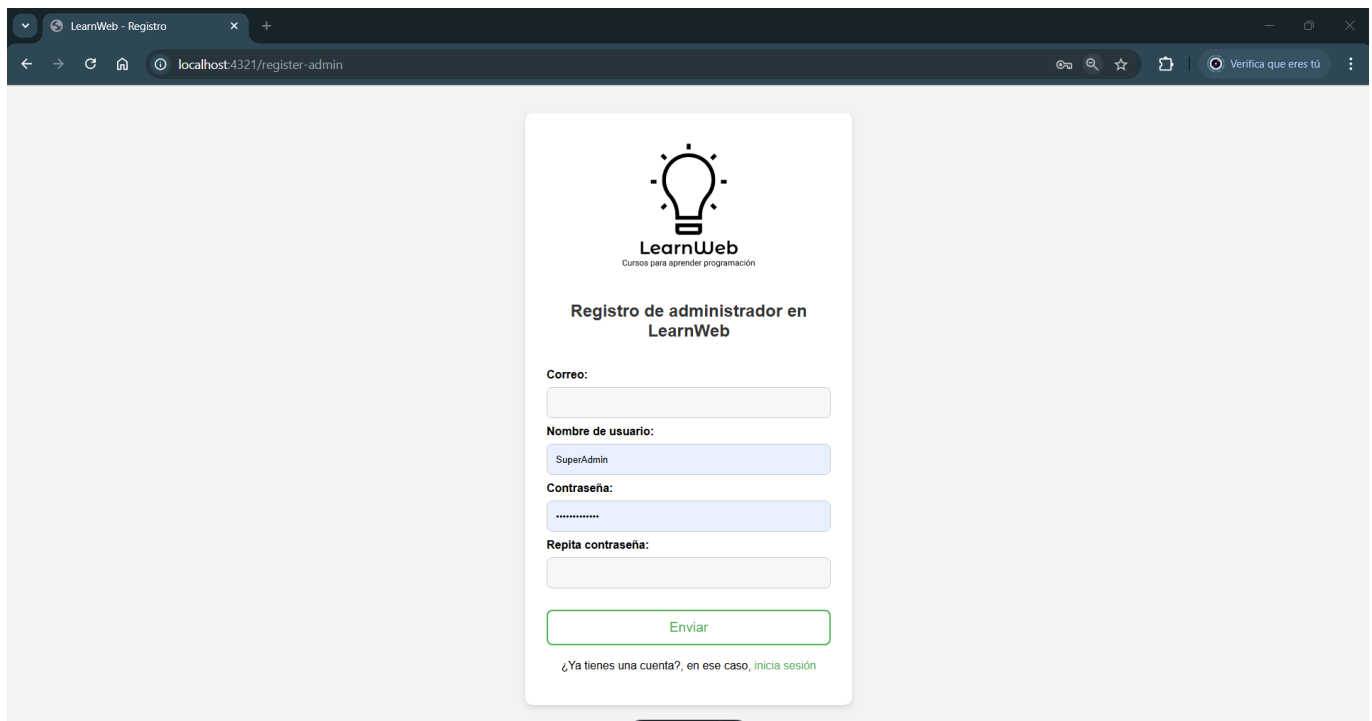 LearnWeb - Registro
localhost:4321/register-admin
Verifica que eres tú
LearnWeb
Cursos para aprender programación
Registro de administrador en
LearnWeb
Correo:
Nombre de usuario:
SuperAdmin
Contraseña:
•••••••••••••
Repita contraseña:
Enviar
¿Ya tienes una cuenta?, en ese caso, inicia sesión